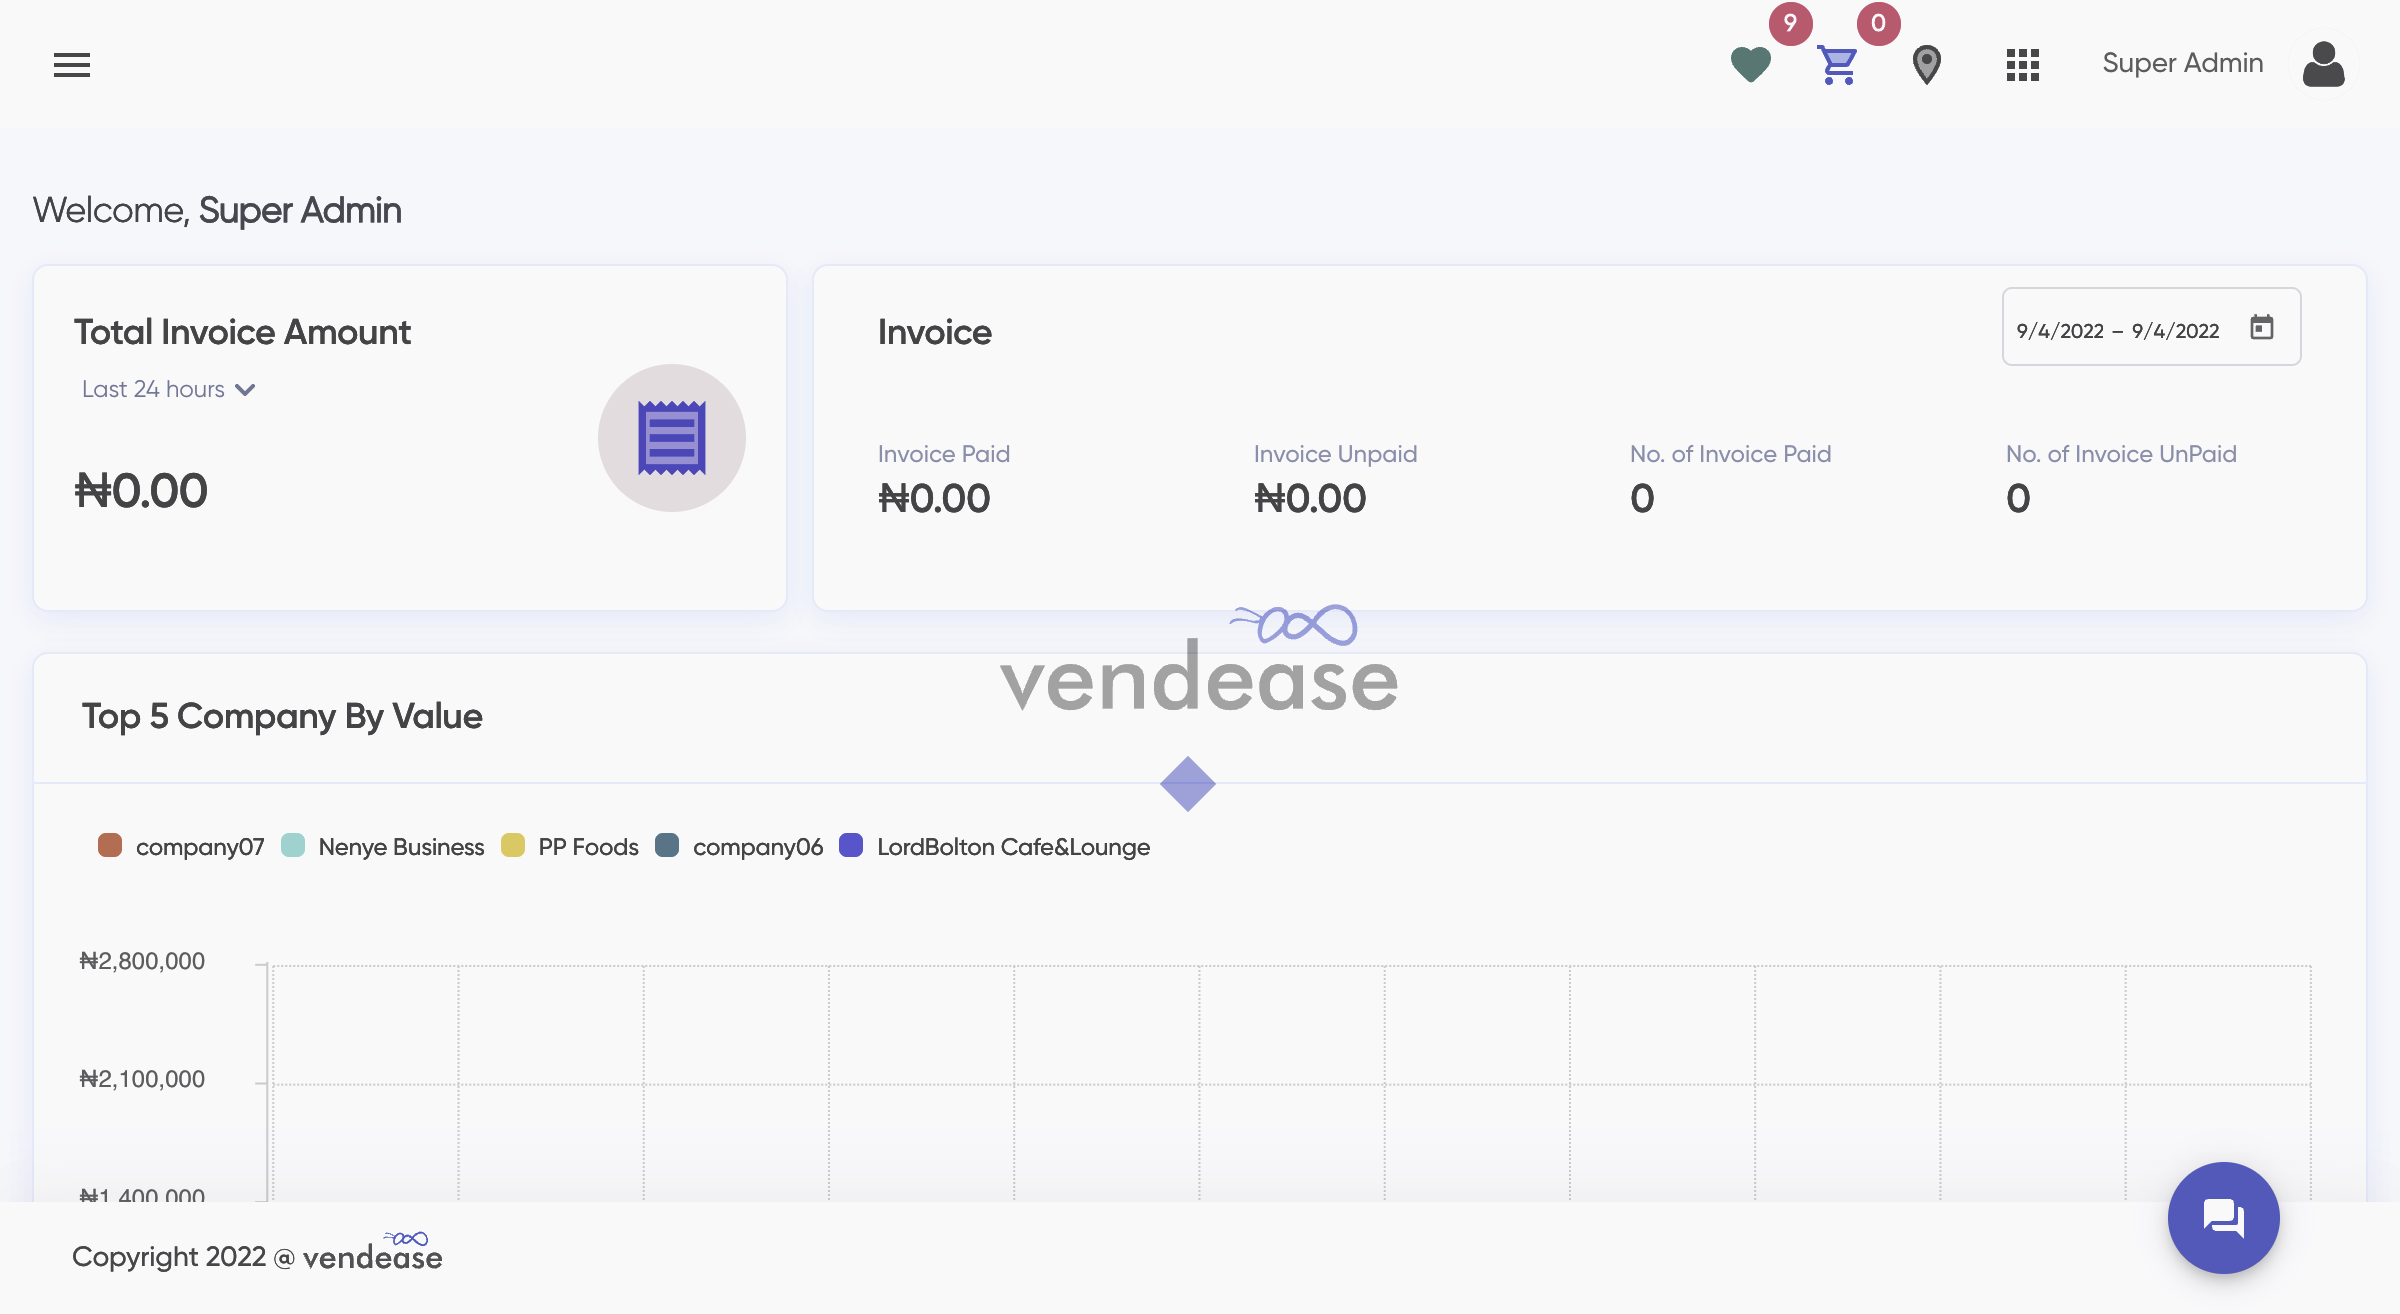 9 0
Super Admin
Welcome, Super Admin
Total Invoice Amount
Last 24 hours
₦0.00
Invoice
9/4/2022 – 9/4/2022
Invoice Paid
₦0.00
Invoice Unpaid
₦0.00
No. of Invoice Paid
0
No. of Invoice UnPaid
0
vendease
Top 5 Company By Value
company07 Nenye Business PP Foods company06 LordBolton Cafe&Lounge
₦2,800,000
₦2,100,000
₦1,400,000
Copyright 2022 @ vendease